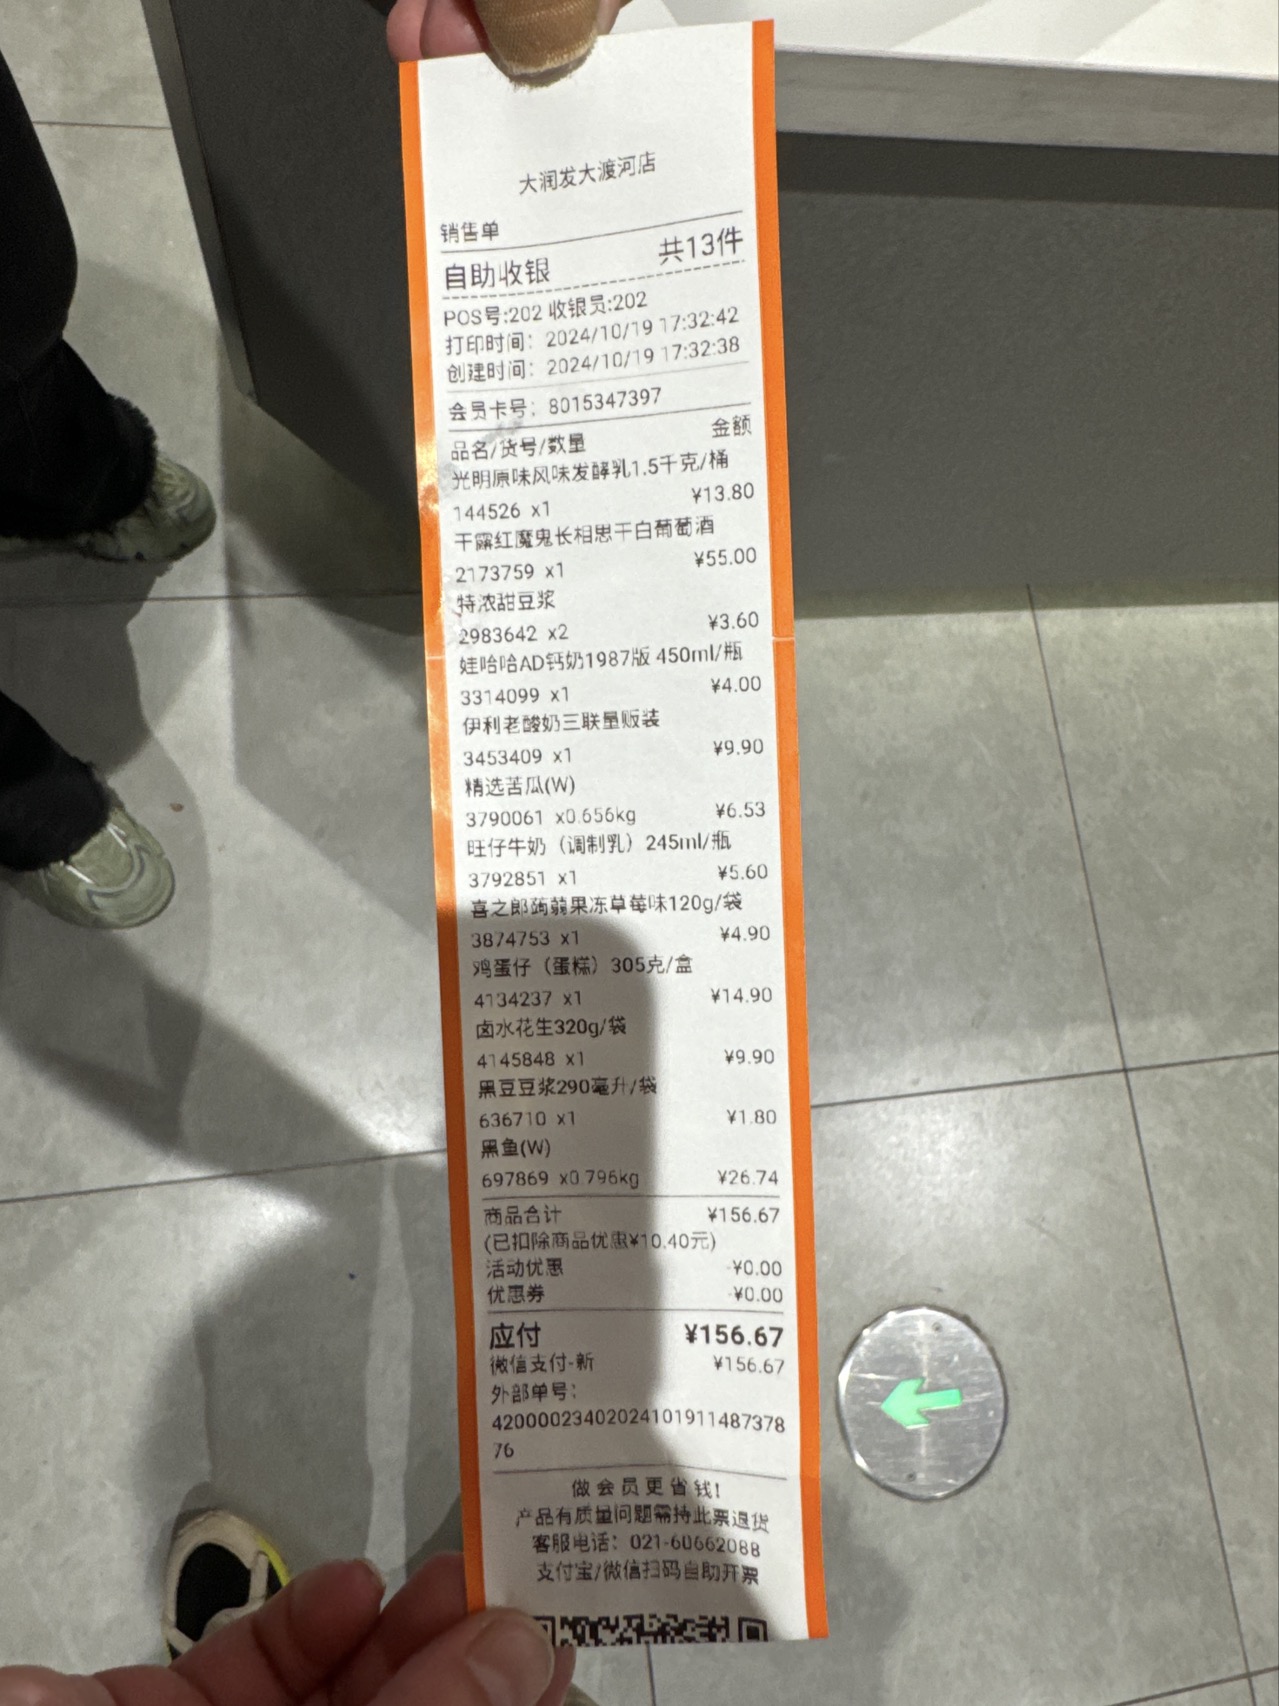 大润发大渡河店
销售单
自助收银 共13件
POS号:202 收银员:202
打印时间： 2024/10/19 17:32:42
创建时间： 2024/10/19 17:32:38
会员卡号： 8015347397
品名/货号/数量 金额
光明原味风味发酵乳1.5千克/桶
144526 x1 ¥13.80
干露红魔鬼长相思干白葡萄酒
2173759 x1 ¥55.00
特浓甜豆浆
2983642 x2 ¥3.60
娃哈哈AD钙奶1987版 450ml/瓶
3314099 x1 ¥4.00
伊利老酸奶三联量贩装
3453409 x1 ¥9.90
精选苦瓜(W)
3790061 x0.656kg ¥6.53
旺仔牛奶（调制乳）245ml/瓶
3792851 x1 ¥5.60
喜之郎蒟蒻果冻草莓味120g/袋
3874753 x1 ¥4.90
鸡蛋仔（蛋糕）305克/盒
4134237 x1 ¥14.90
卤水花生320g/袋
4145848 x1 ¥9.90
黑豆豆浆290毫升/袋
636710 x1 ¥1.80
黑鱼(W)
697869 x0.796kg ¥26.74
商品合计 ¥156.67
(已扣除商品优惠¥10.40元)
活动优惠 -¥0.00
优惠券 -¥0.00
应付 ¥156.67
微信支付-新 ¥156.67
外部单号：
42000023402024101911487378
76
做会员更省钱！
产品有质量问题需持此票退货
客服电话： 021-60662088
支付宝/微信扫码自助开票